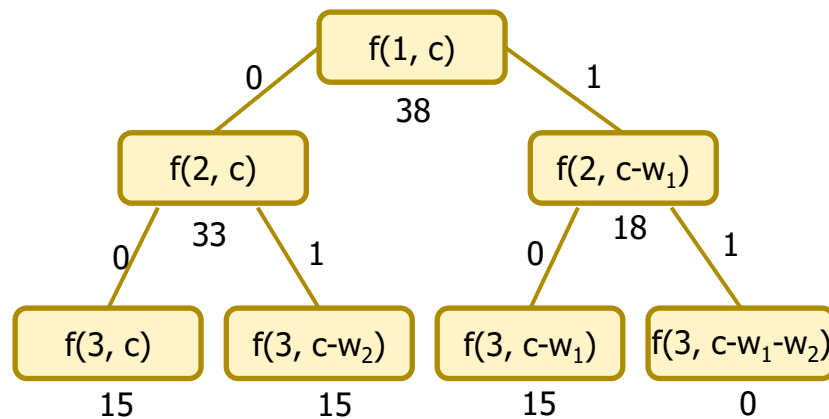 f(1, c)
0
1
38
f(2, c)
f(2, c-w₁)
33
18
0
1
0
1
f(3, c)
f(3, c-w₂)
f(3, c-w₁)
f(3, c-w₁-w₂)
15
15
15
0